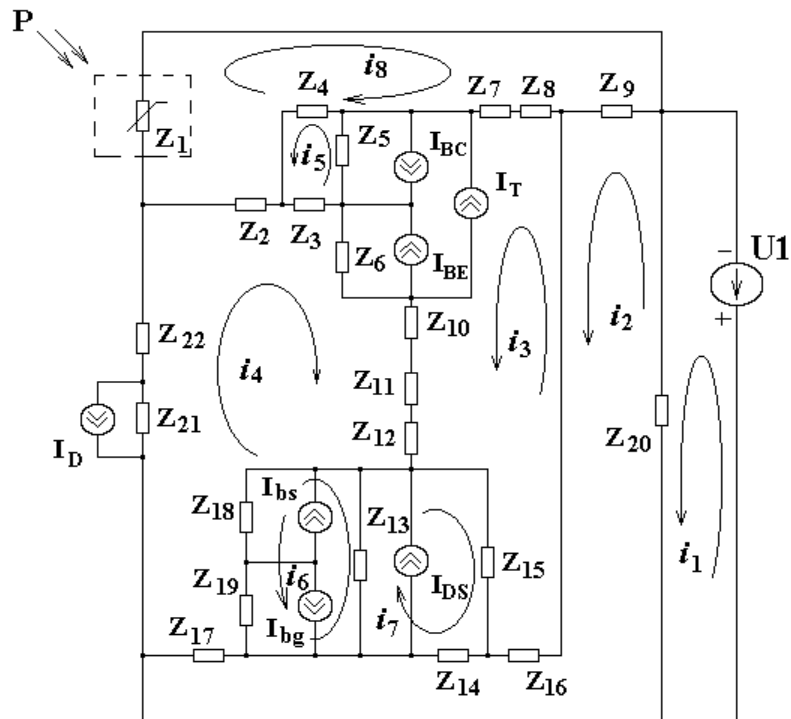 P
i8
Z4
Z7 Z8 Z9
Z1
i5 Z5 IBC
IT
Z2 Z3
Z6 IBE
U1
−
+
Z10
i3
i2
Z22
i4
Z11
Z21
ID
Z12
Z20
Ibs
Z18
Z13
i6
IDS
Z15
i1
Z19
Ibg
i7
Z17
Z14 Z16